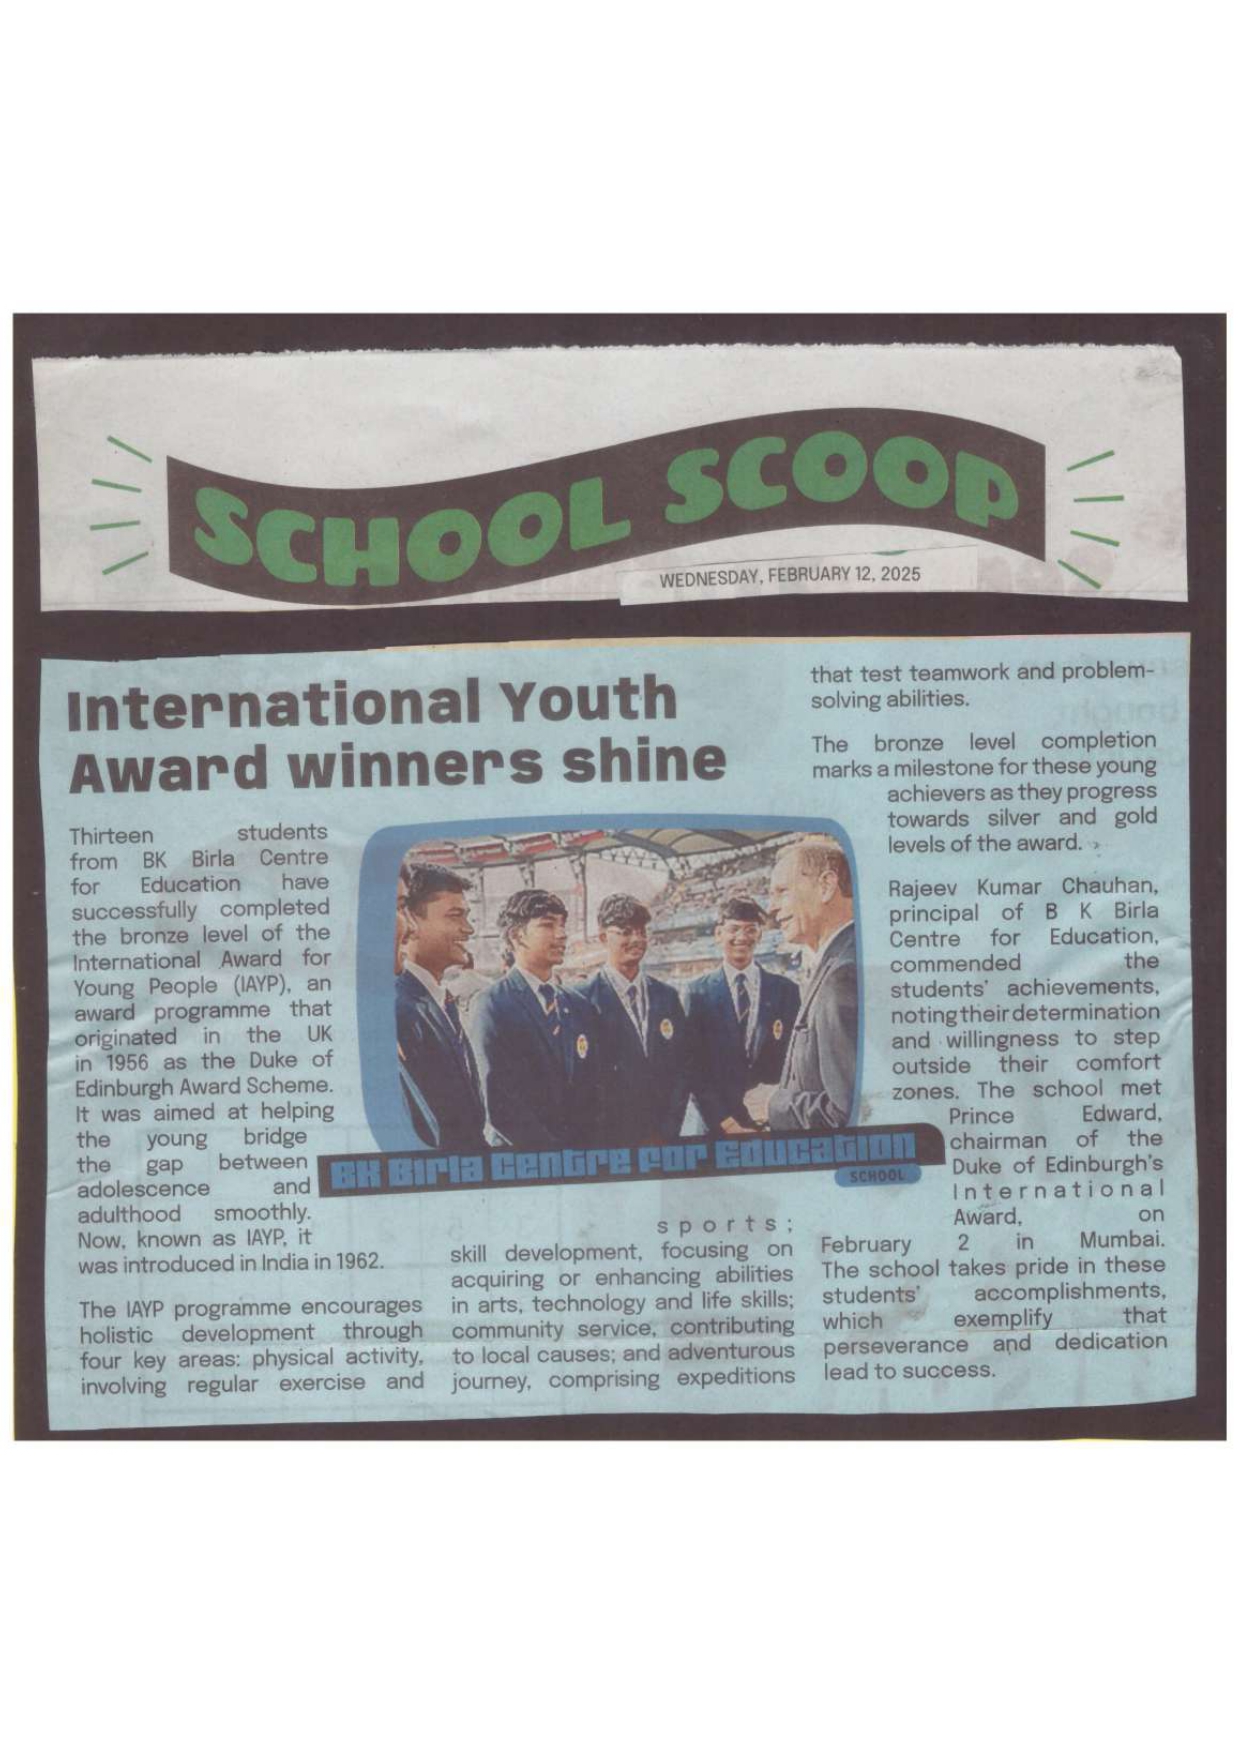 SCHOOL SCOOP
WEDNESDAY, FEBRUARY 12, 2025
International Youth
Award winners shine
Thirteen students
from BK Birla Centre
for Education have
successfully completed
the bronze level of the
International Award for
Young People (IAYP), an
award programme that
originated in the UK
in 1956 as the Duke of
Edinburgh Award Scheme.
It was aimed at helping
the young bridge
the gap between
adolescence and
adulthood smoothly.
Now, known as IAYP, it
was introduced in India in 1962.
The IAYP programme encourages
holistic development through
four key areas: physical activity,
involving regular exercise and
BK Birla Centre for Education
SCHOOL
sports;
skill development, focusing on
acquiring or enhancing abilities
in arts, technology and life skills;
community service, contributing
to local causes; and adventurous
journey, comprising expeditions
that test teamwork and problem-
solving abilities.
The bronze level completion
marks a milestone for these young
achievers as they progress
towards silver and gold
levels of the award.
Rajeev Kumar Chauhan,
principal of B K Birla
Centre for Education,
commended the
students' achievements,
noting their determination
and willingness to step
outside their comfort
zones. The school met
Prince Edward,
chairman of the
Duke of Edinburgh's
International
Award, on
February 2 in Mumbai.
The school takes pride in these
students' accomplishments,
which exemplify that
perseverance and dedication
lead to success.